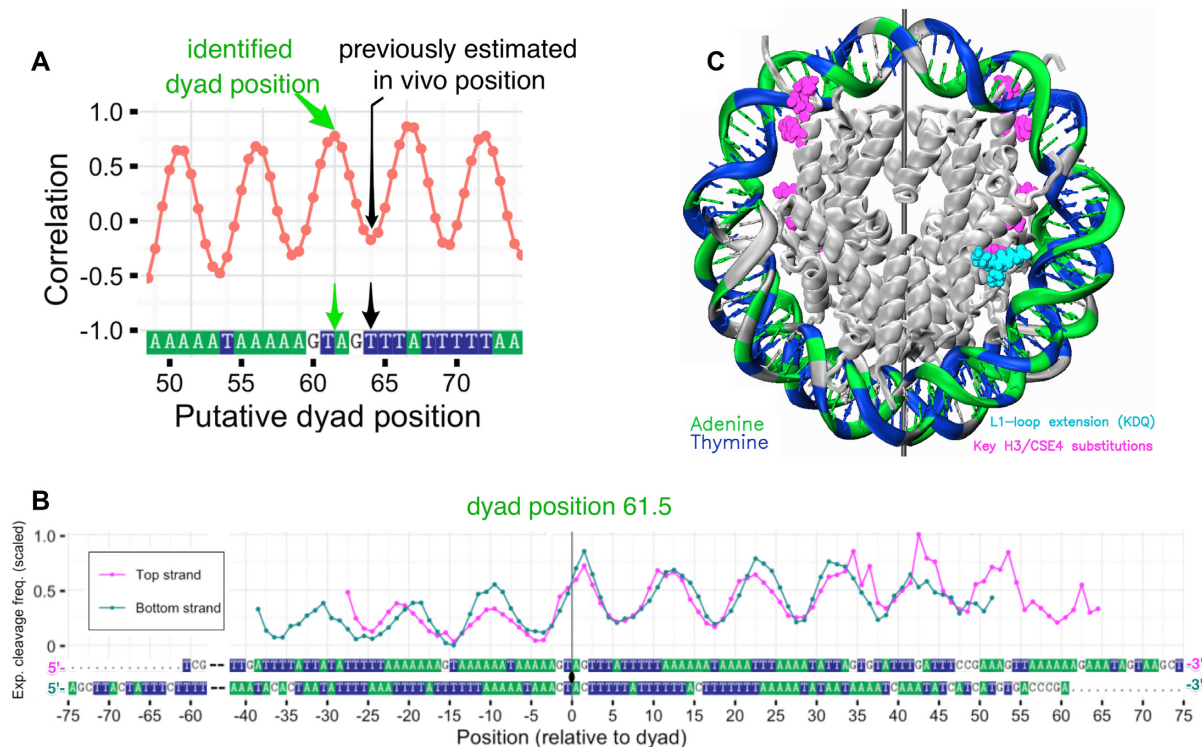 A
identified
dyad position
previously estimated
in vivo position
Correlation
1.0
0.5
0.0
-0.5
-1.0
AAAAATAAAAAGTAGTTTATTTTTAA
50 55 60 65 70
Putative dyad position
C
Adenine
Thymine
L1-loop extension (KDQ)
Key H3/CSE4 substitutions
B
dyad position 61.5
Exp. cleavage freq. (scaled)
1.0
0.5
0
Top strand
Bottom strand
5'- TCG -- TTGATTTTATTATATTTTTAAAAAAAGTAAAAAATAAAAAGTAGTTTATTTTTAAAAAATAAAATTTAAAATATTAGTGTATTTGATTTCCGAAAGTTAAAAAAGAAATAGTAAGCT -3'
5'- AGCTTACTATTTCTTTT -- AAATACACTAATATTTTAAATTTTATTTTTTAAAAATAAACTACTTTTTATTTTTTACTTTTTTTAAAAATATAATAAAATCAAATATCATCATGTGACCCGA -3'
-75 -70 -65 -60 -40 -35 -30 -25 -20 -15 -10 -5 0 5 10 15 20 25 30 35 40 45 50 55 60 65 70 75
Position (relative to dyad)